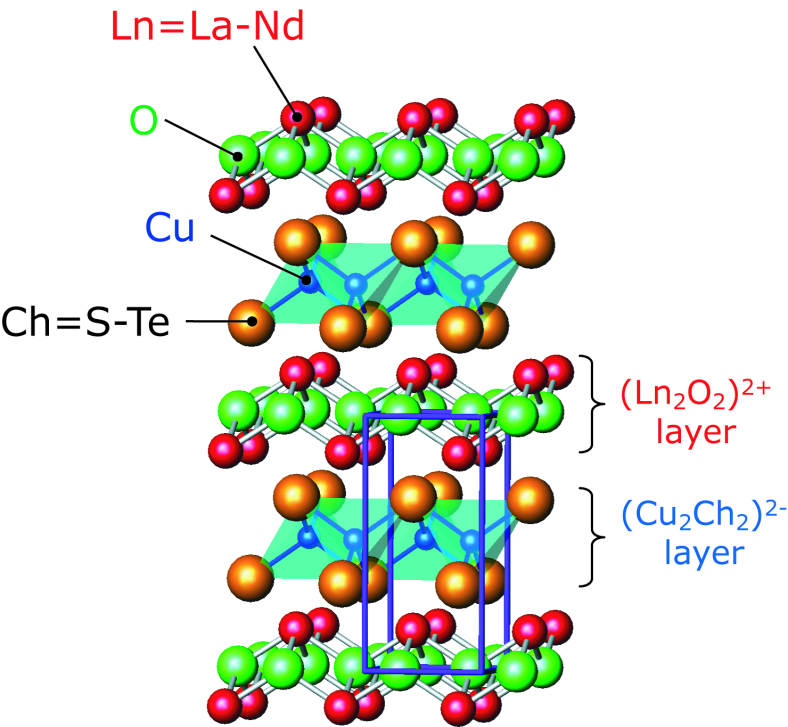 Ln=La-Nd
O
Cu
Ch=S-Te
(Ln₂O₂)²⁺
layer
(Cu₂Ch₂)²⁻
layer